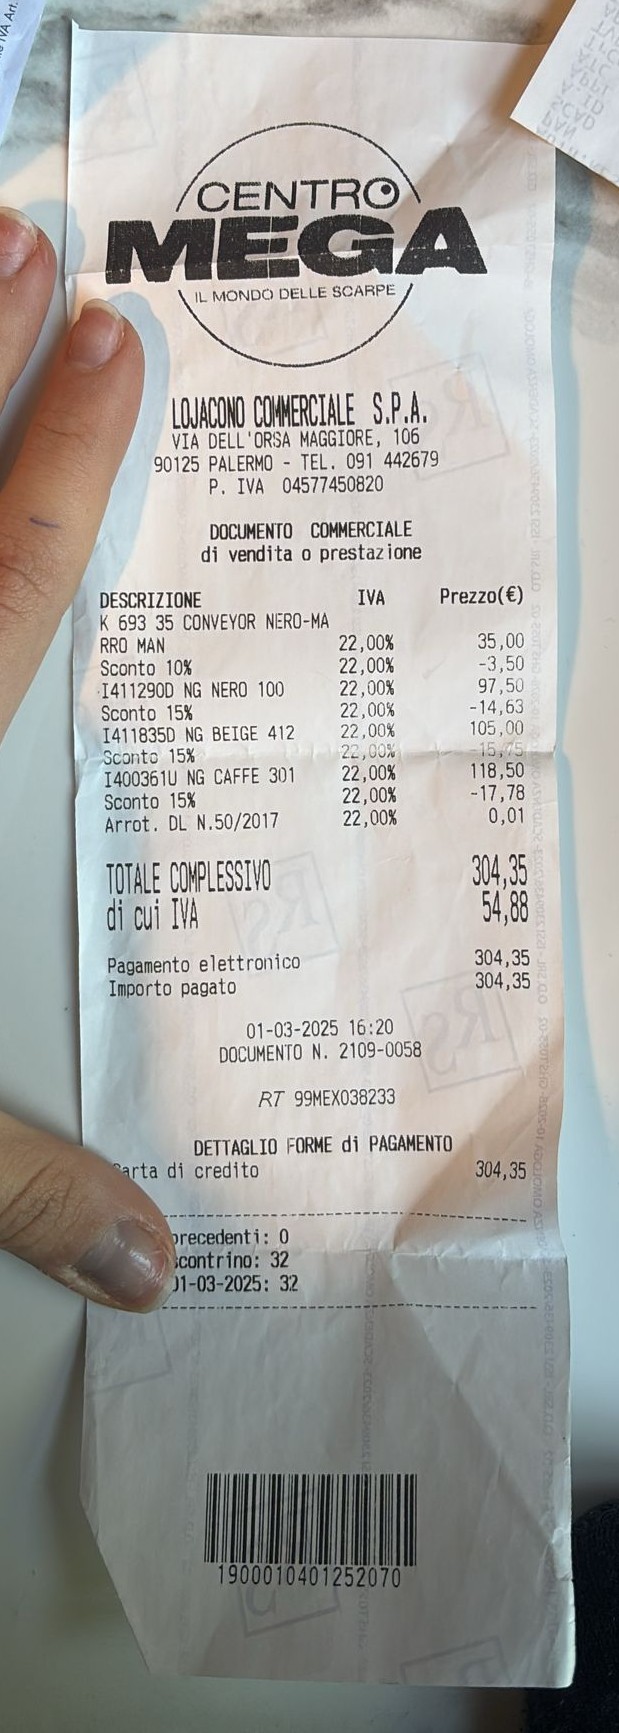 CENTRO
MEGA
IL MONDO DELLE SCARPE
LOJACONO COMMERCIALE S.P.A.
VIA DELL'ORSA MAGGIORE, 106
90125 PALERMO - TEL. 091 442679
P. IVA 04577450820
DOCUMENTO COMMERCIALE
di vendita o prestazione
DESCRIZIONE IVA Prezzo(€)
K 693 35 CONVEYOR NERO-MA
RRO MAN 22,00% 35,00
Sconto 10% 22,00% -3,50
I411290D NG NERO 100 22,00% 97,50
Sconto 15% 22,00% -14,63
I411835D NG BEIGE 412 22,00% 105,00
Sconto 15% 22,00% -15,75
I400361U NG CAFFE 301 22,00% 118,50
Sconto 15% 22,00% -17,78
Arrot. DL N.50/2017 22,00% 0,01
TOTALE COMPLESSIVO 304,35
di cui IVA 54,88
Pagamento elettronico 304,35
Importo pagato 304,35
01-03-2025 16:20
DOCUMENTO N. 2109-0058
RT 99MEX038233
DETTAGLIO FORME di PAGAMENTO
Carta di credito 304,35
precedenti: 0
scontrino: 32
01-03-2025: 32
1900010401252070